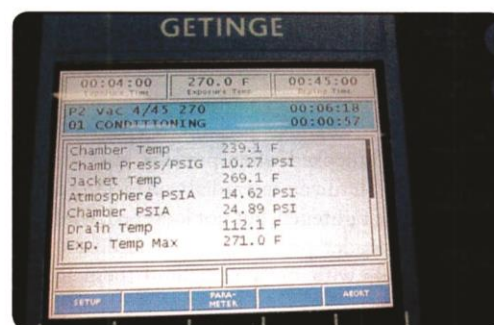 GETINGE
00:04:00 270.0 F 00:45:00
Exposure Time Exposure Temp Drying Time
P2 Vac 4/45 270 00:06:18
01 CONDITIONING 00:00:57
Chamber Temp 239.1 F
Chamb Press/PSIG 10.27 PSI
Jacket Temp 269.1 F
Atmosphere PSIA 14.62 PSI
Chamber PSIA 24.89 PSI
Drain Temp 112.1 F
Exp. Temp Max 271.0 F
SETUP PARA-
METER ABORT